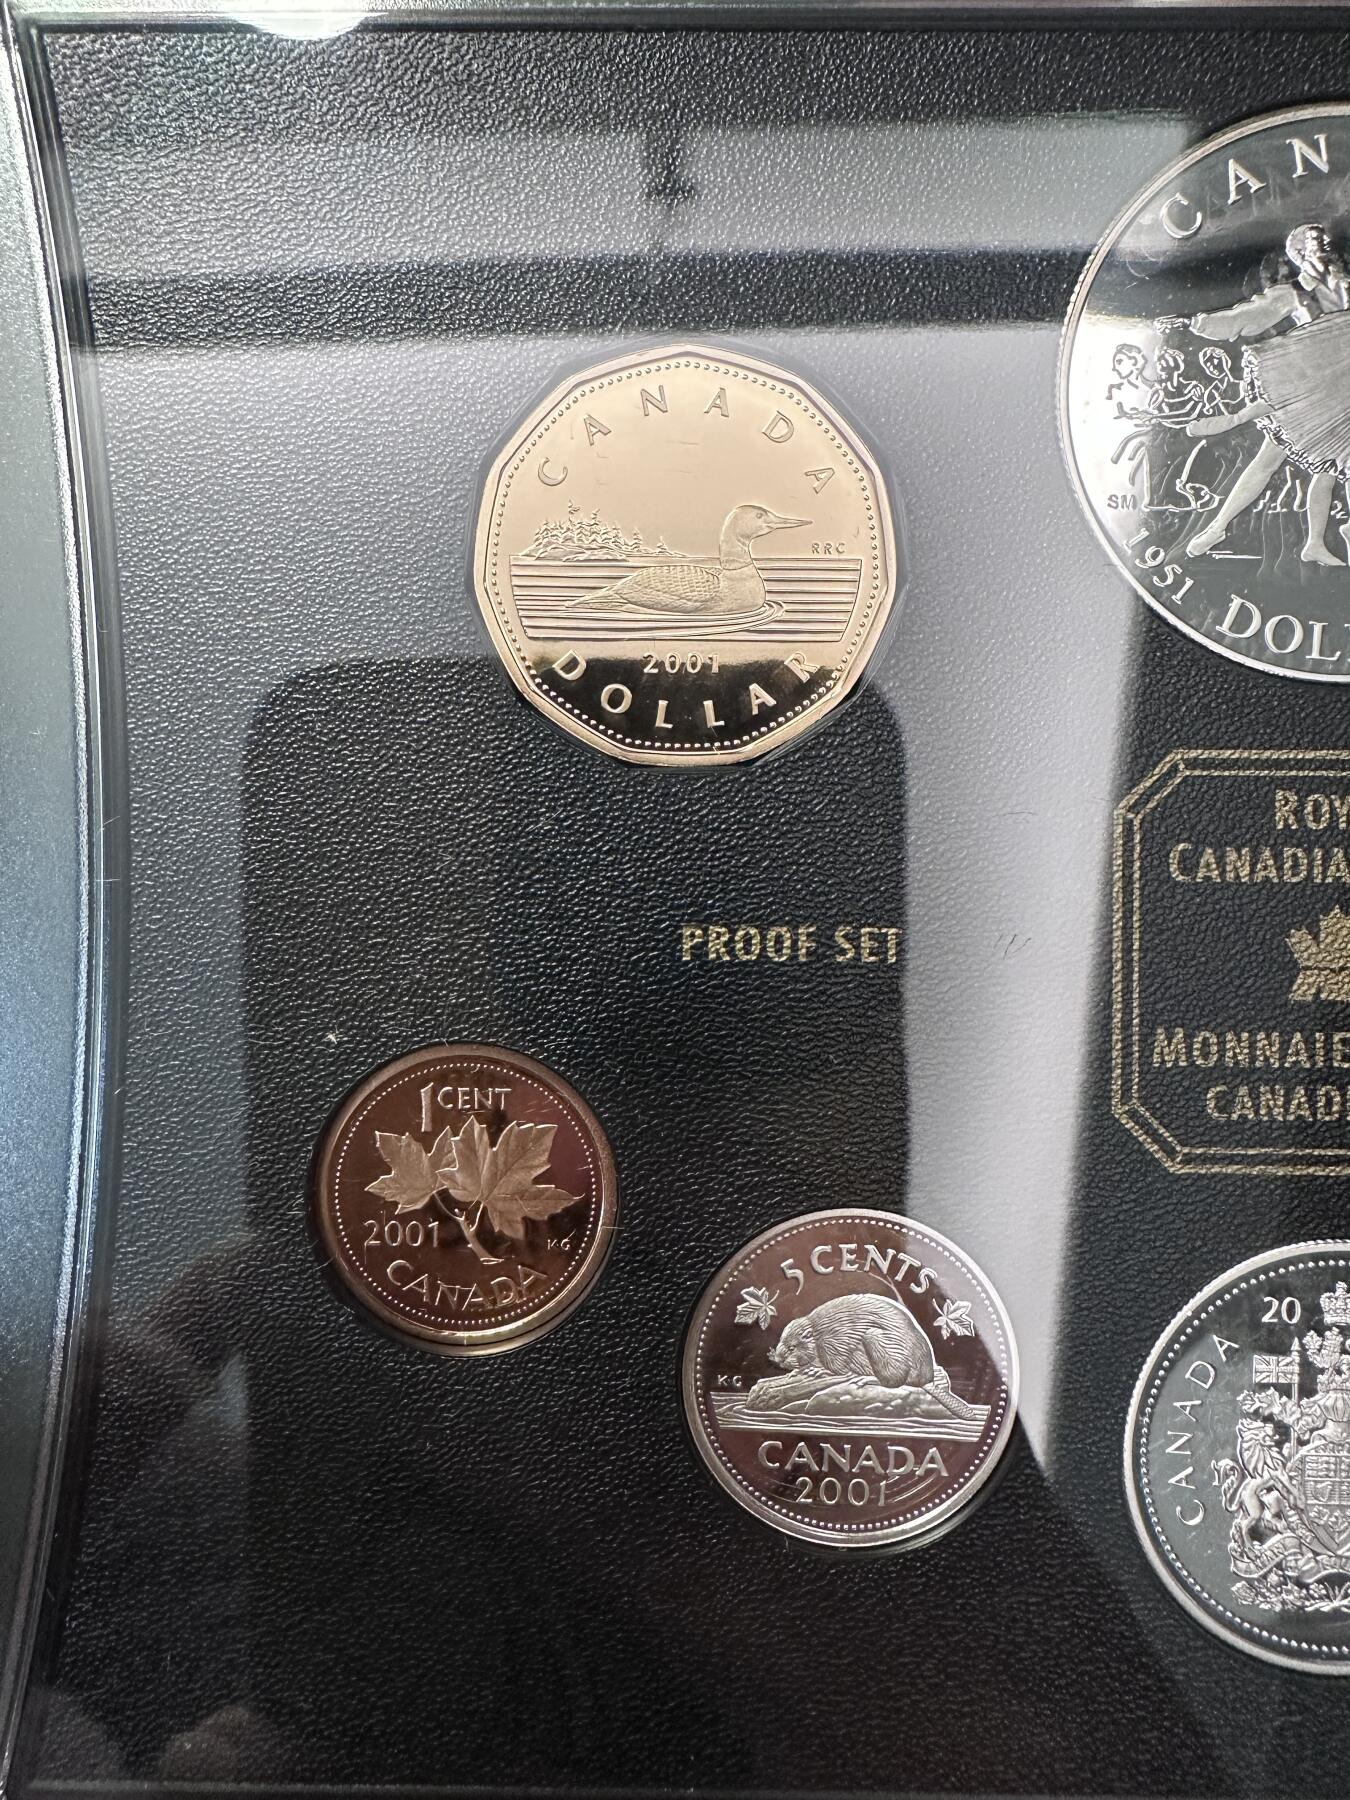 CANADA
RRC
2001
DOLLAR
CAN
SM
1951 DOL
PROOF SET
ROY
CANADIA
MONNAIE
CANAD
1 CENT
2001
KG
CANADA
5 CENTS
KG
CANADA
2001
20
CANADA